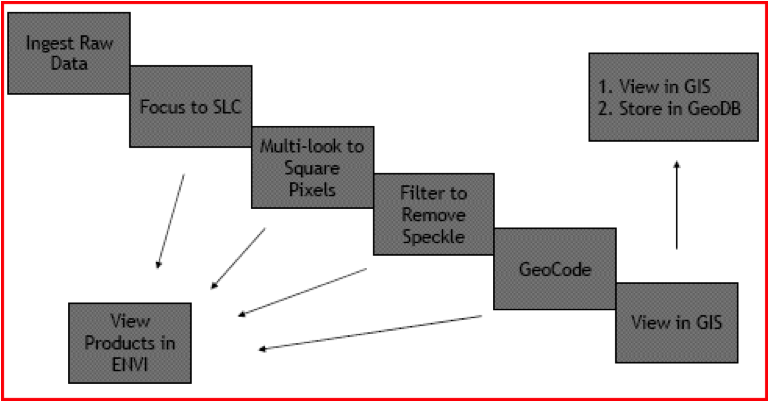 Ingest Raw
Data
Focus to SLC
Multi-look to
Square
Pixels
Filter to
Remove
Speckle
GeoCode
View in GIS
1. View in GIS
2. Store in GeoDB
View
Products in
ENVI